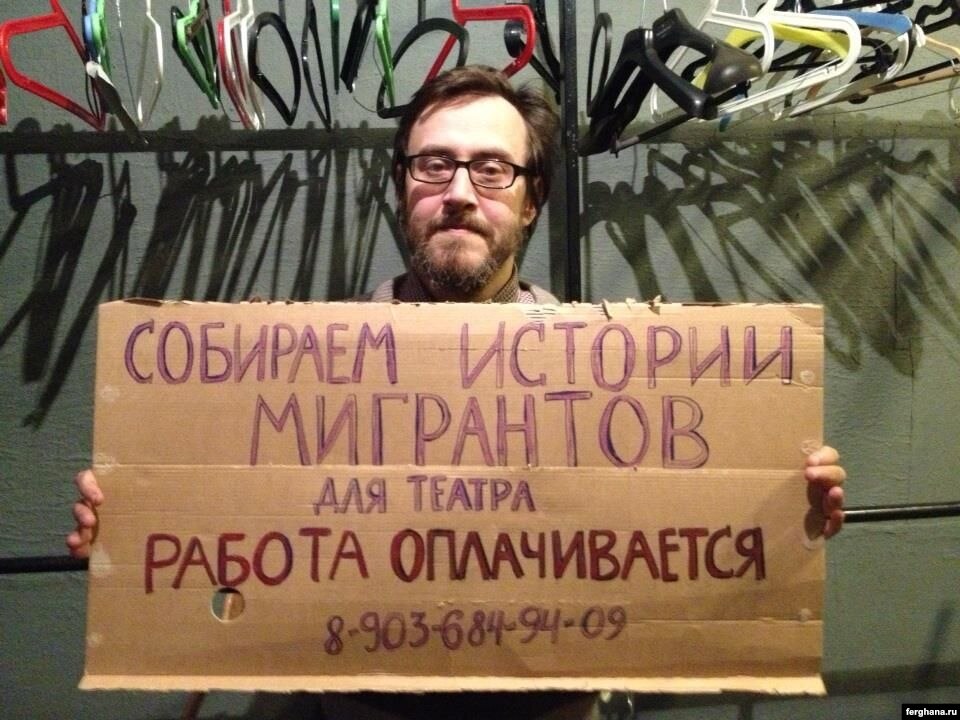 СОБИРАЕМ ИСТОРИИ
МИГРАНТОВ
ДЛЯ ТЕАТРА
РАБОТА ОПЛАЧИВАЕТСЯ
8-903-684-94-09
ferghana.ru